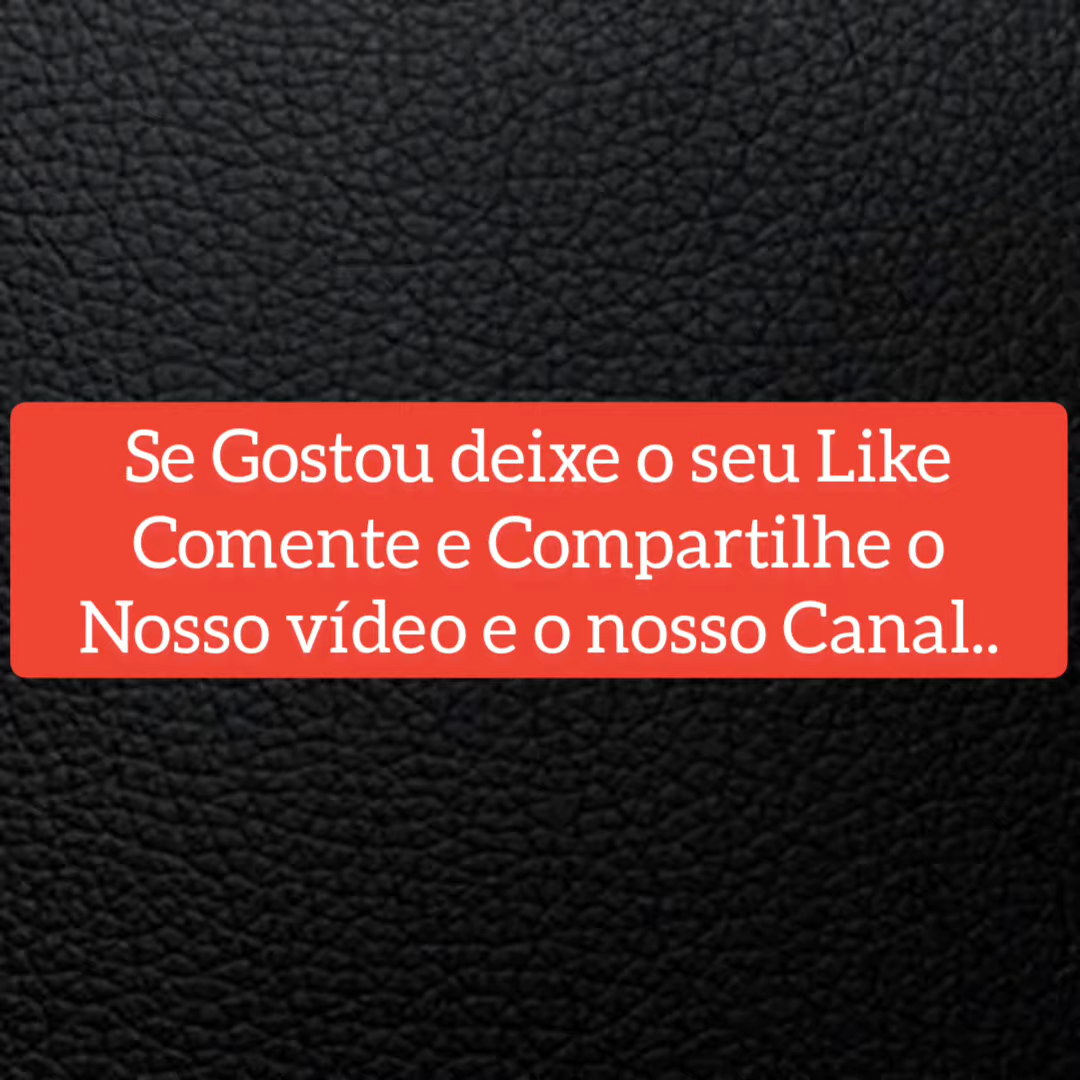 Se Gostou deixe o seu Like
Comente e Compartilhe o
Nosso vídeo e o nosso Canal..